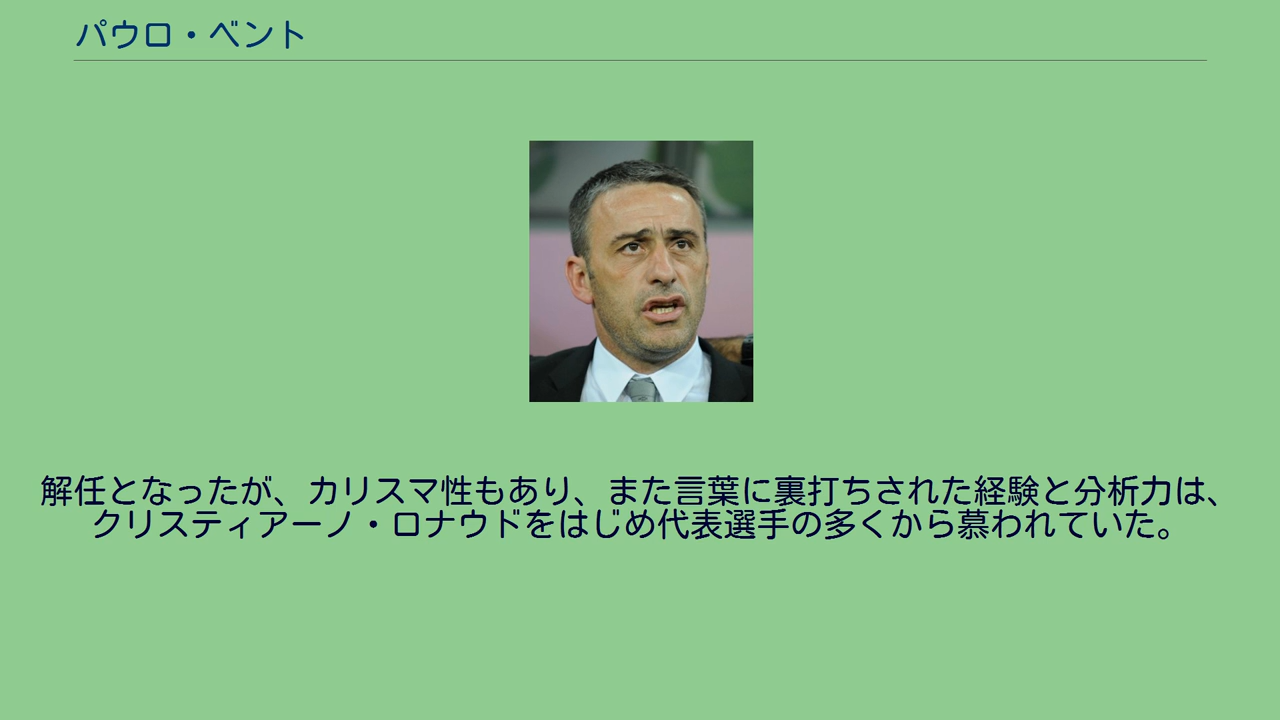 パウロ・ベント
解任となったが、カリスマ性もあり、また言葉に裏打ちされた経験と分析力は、
クリスティアーノ・ロナウドをはじめ代表選手の多くから慕われていた。